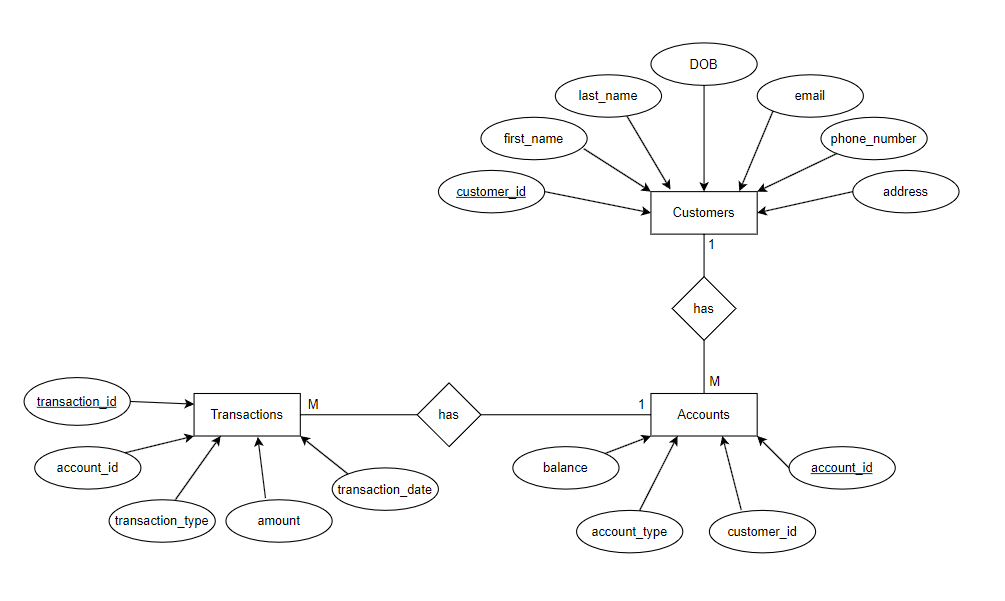 DOB
last_name
email
first_name
phone_number
customer_id
address
Customers
1
has
M
transaction_id
Transactions
M
has
1
Accounts
account_id
balance
account_id
transaction_date
transaction_type
amount
account_type
customer_id